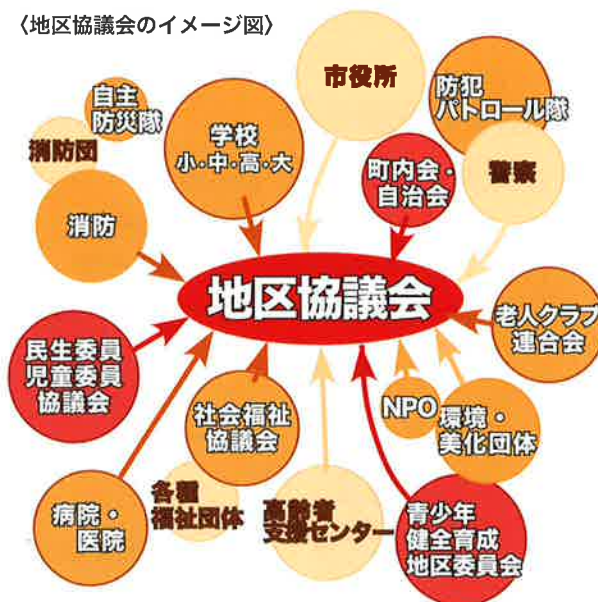 〈地区協議会のイメージ図〉
市役所
防犯
パトロール隊
自主
防災隊
学校
小・中・高・大
消防団
町内会・
自治会
警察
消防
地区協議会
老人クラブ
連合会
民生委員
児童委員
協議会
社会福祉
協議会
NPO
環境・
美化団体
各種
福祉団体
病院・
医院
高齢者
支援センター
青少年
健全育成
地区委員会